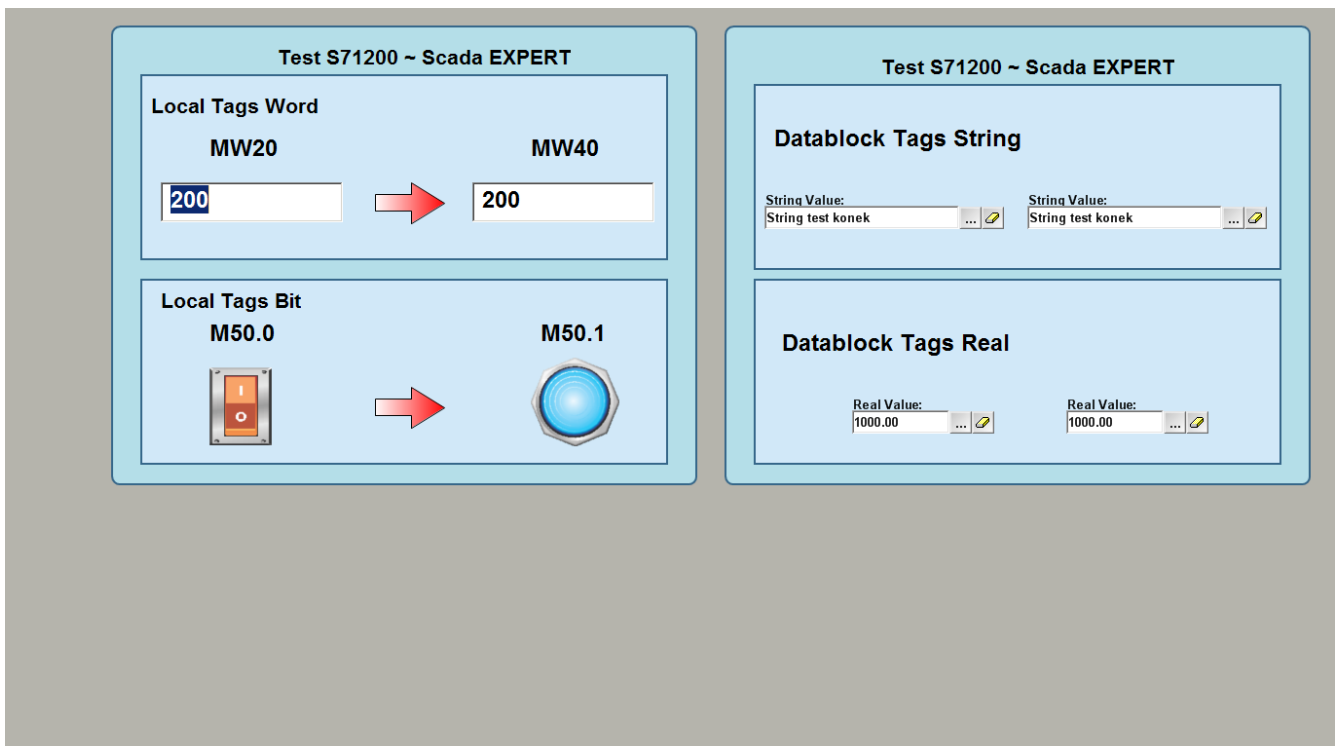 Test S71200 ~ Scada EXPERT
Local Tags Word
MW20 MW40
200 200
Local Tags Bit
M50.0 M50.1
I
O
Test S71200 ~ Scada EXPERT
Datablock Tags String
String Value: String Value:
String test konek ... String test konek ...
Datablock Tags Real
Real Value: Real Value:
1000.00 ... 1000.00 ...